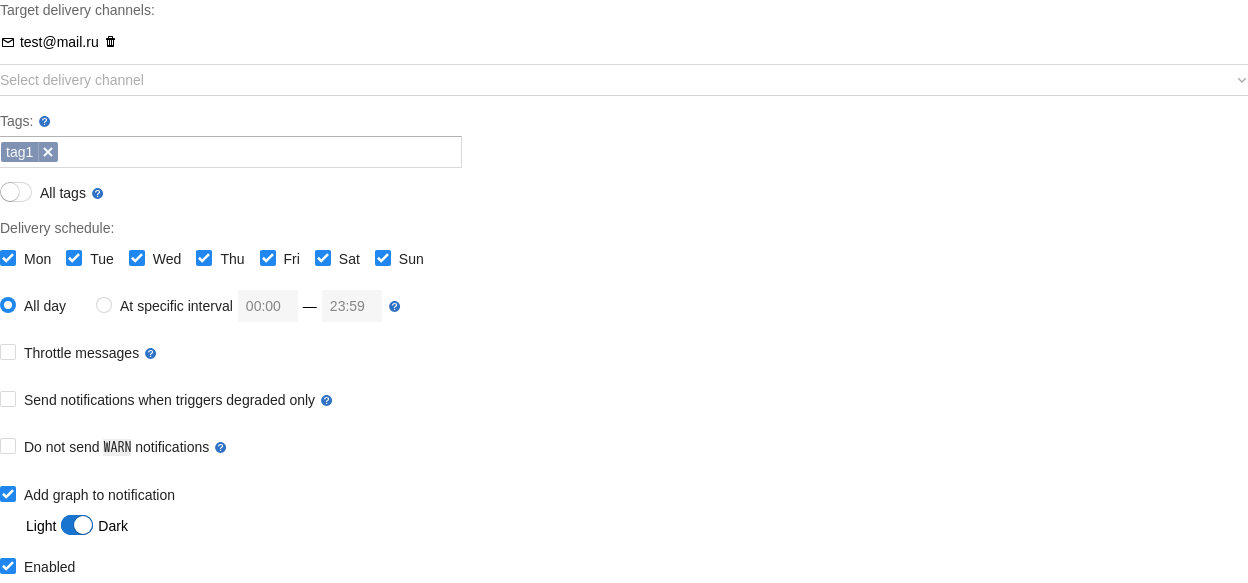 Target delivery channels:
test@mail.ru
Select delivery channel
Tags: ?
tag1
All tags ?
Delivery schedule:
Mon Tue Wed Thu Fri Sat Sun
All day At specific interval 00:00 — 23:59 ?
Throttle messages ?
Send notifications when triggers degraded only ?
Do not send WARN notifications ?
Add graph to notification
Light Dark
Enabled